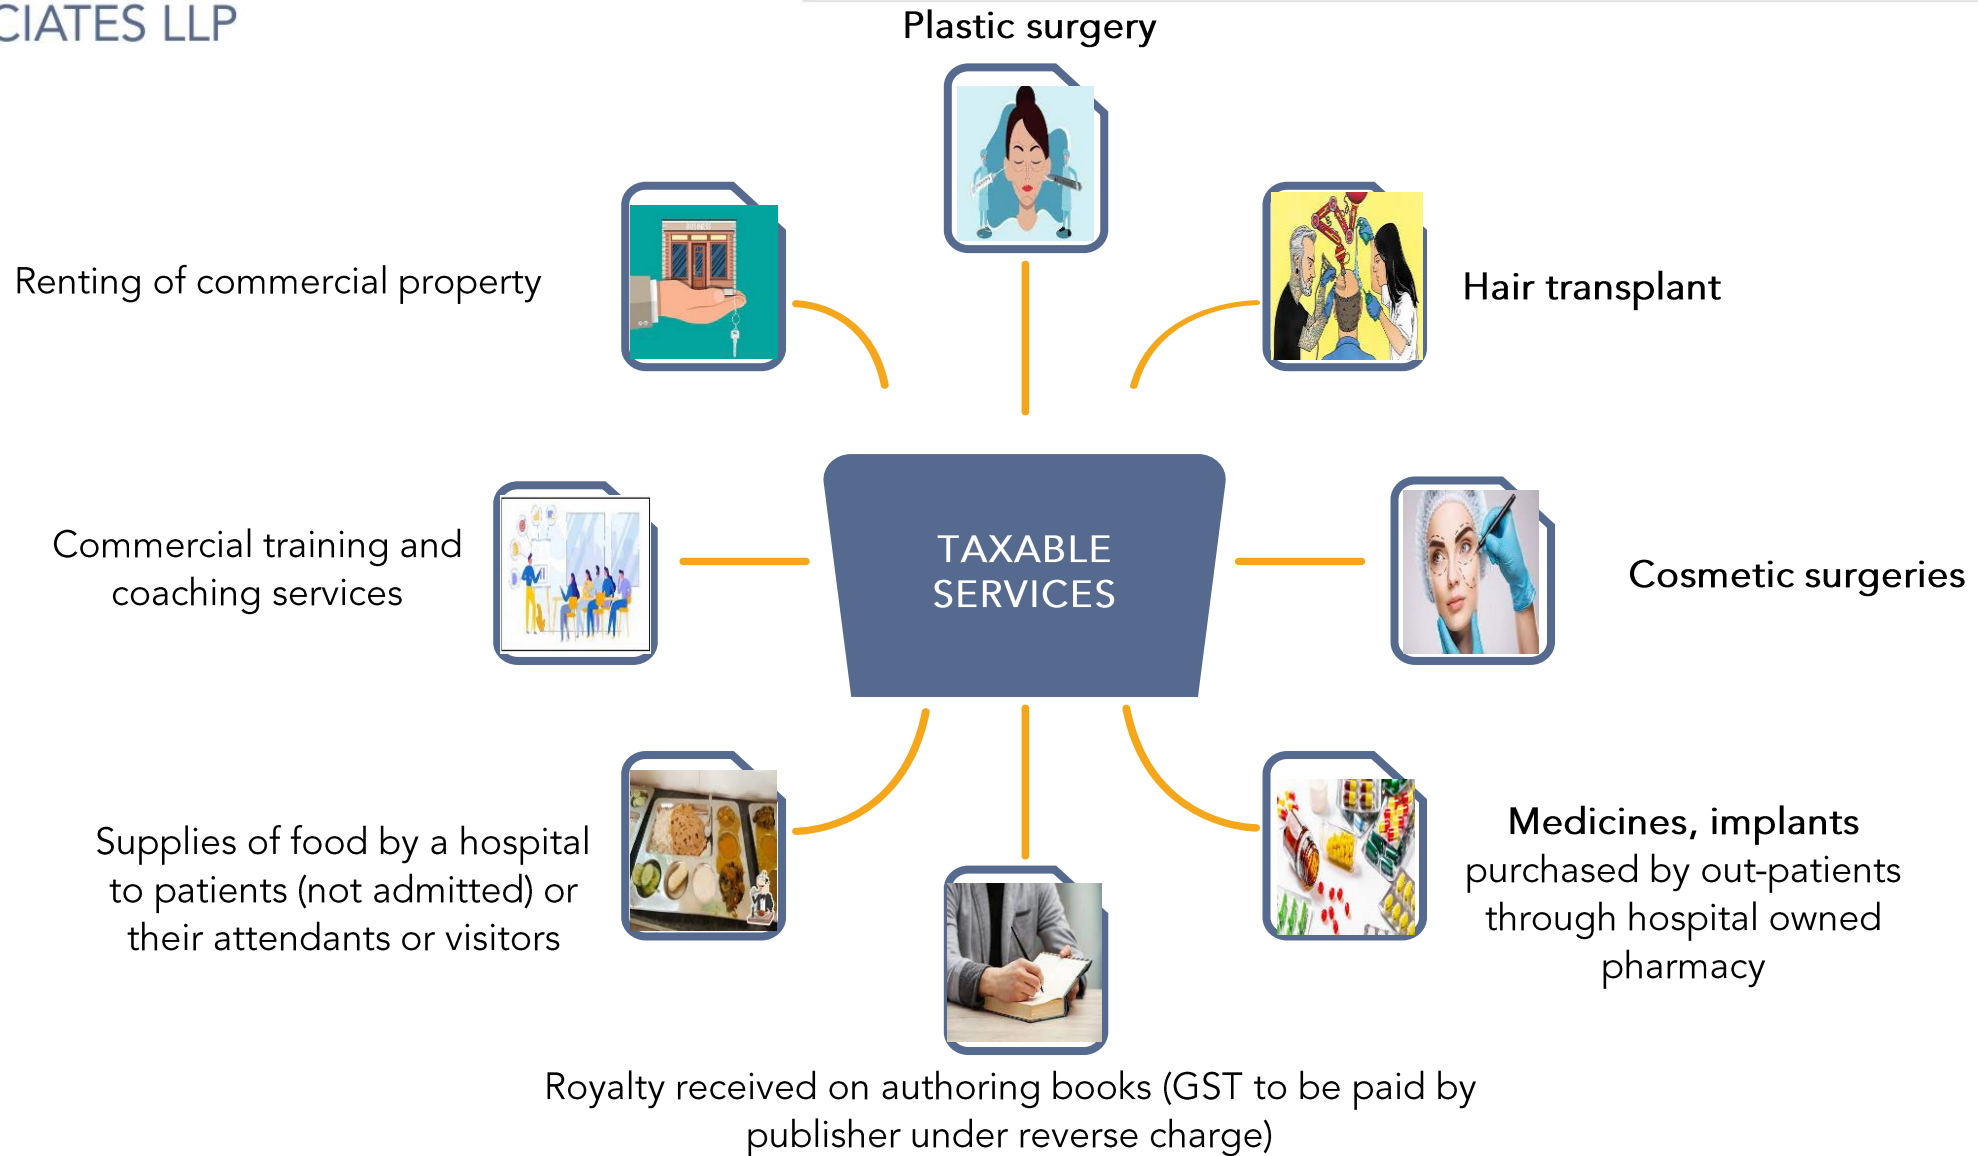 CIATES LLP
Plastic surgery
Renting of commercial property
Hair transplant
Commercial training and
coaching services
TAXABLE
SERVICES
Cosmetic surgeries
Supplies of food by a hospital
to patients (not admitted) or
their attendants or visitors
Medicines, implants
purchased by out-patients
through hospital owned
pharmacy
Royalty received on authoring books (GST to be paid by
publisher under reverse charge)